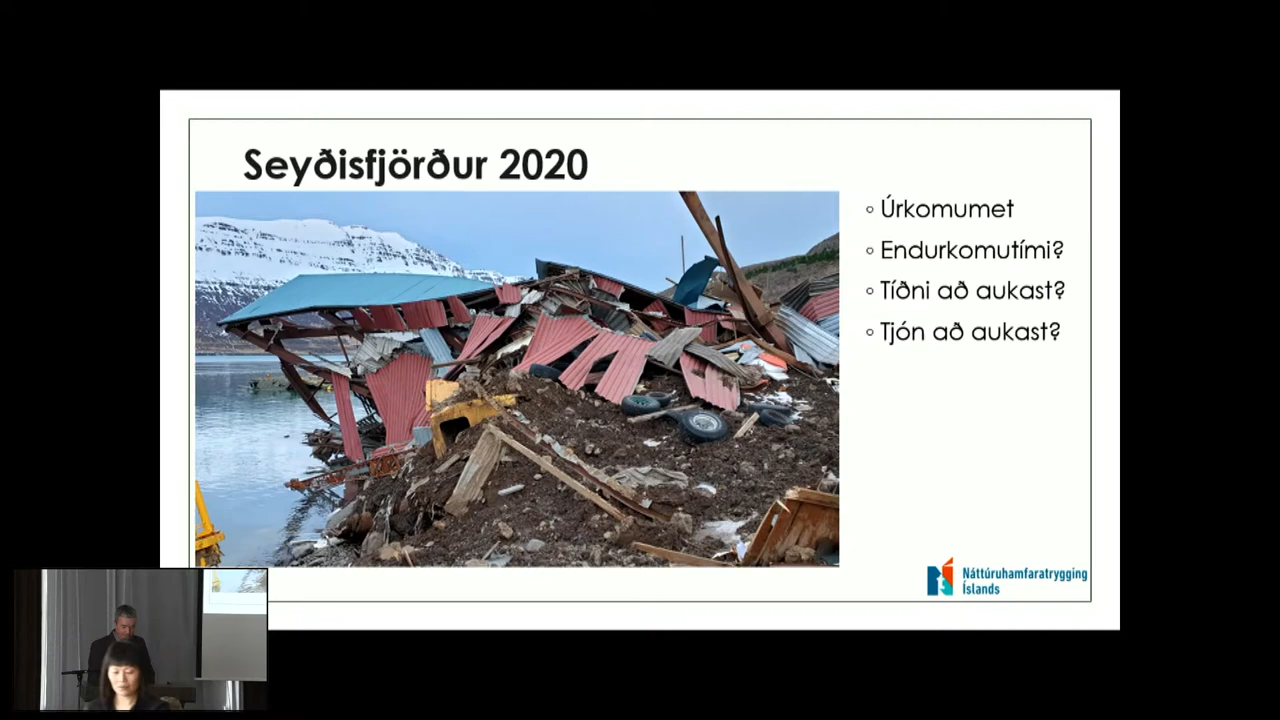 Seyðisfjörður 2020
Úrkomumet
Endurkomutími?
Tíðni að aukast?
Tjón að aukast?
Náttúruhamfaratrygging
Íslands